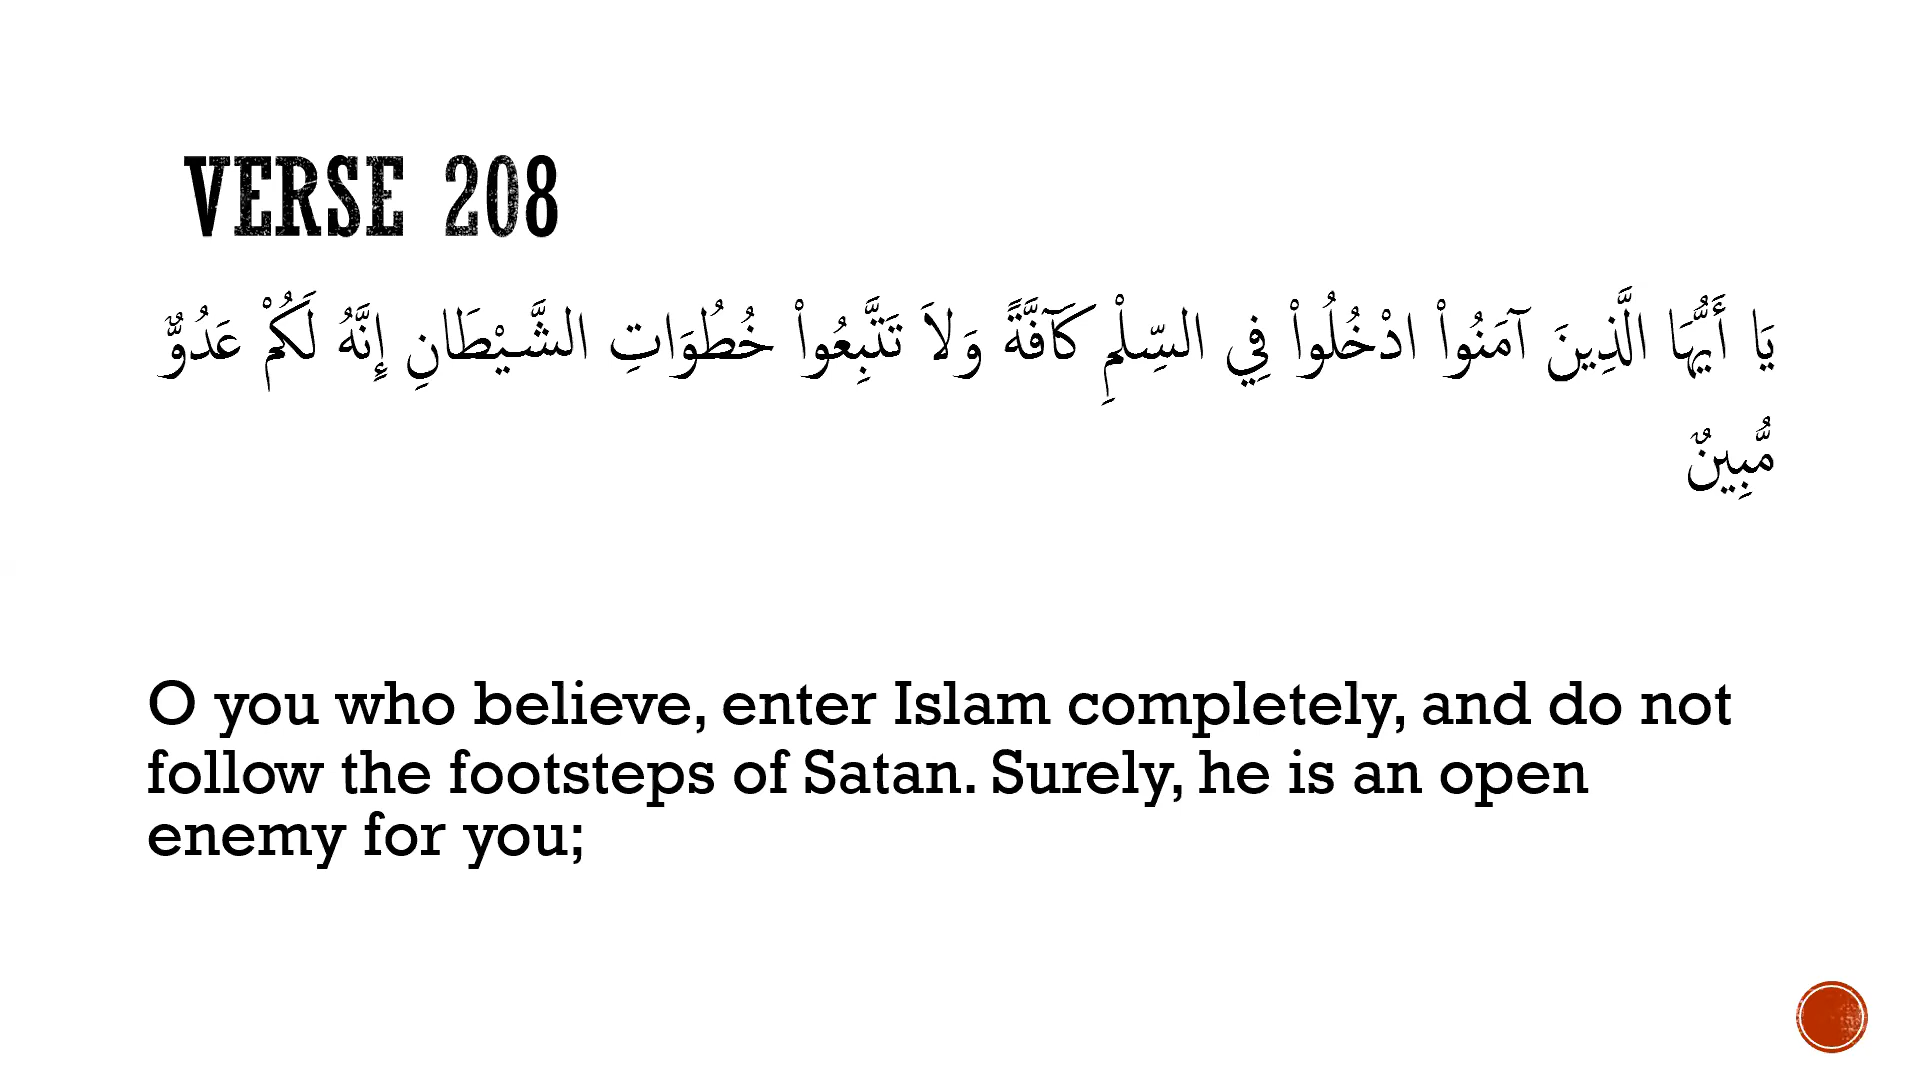 VERSE 208
يَا أَيُّهَا الَّذِينَ آمَنُواْ ادْخُلُواْ فِي السِّلْمِ كَآفَّةً وَلاَ تَتَّبِعُواْ خُطُوَاتِ الشَّيْطَانِ إِنَّهُ لَكُمْ عَدُوٌّ
مُّبِينٌ
O you who believe, enter Islam completely, and do not
follow the footsteps of Satan. Surely, he is an open
enemy for you;